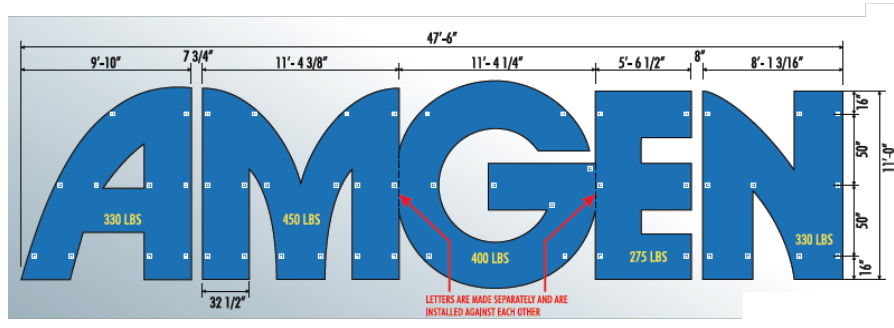 47'-6"
9'-10"
7 3/4"
11'- 4 3/8"
11'- 4 1/4"
5'- 6 1/2"
8"
8'- 1 3/16"
AMGEN
16"
50"
50"
16"
11'-0"
330 LBS
450 LBS
400 LBS
275 LBS
330 LBS
32 1/2"
LETTERS ARE MADE SEPARATELY AND ARE
INSTALLED AGAINST EACH OTHER